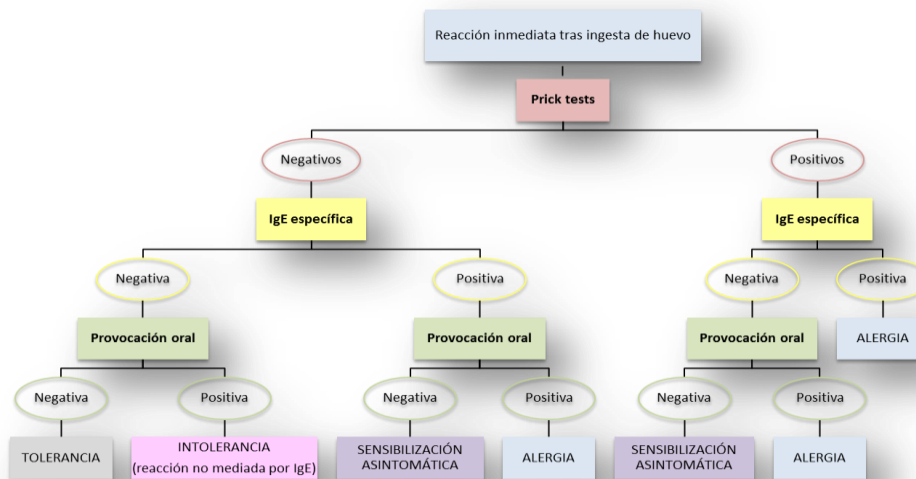 Reacción inmediata tras ingesta de huevo
Prick tests
Negativos
Positivos
IgE específica
IgE específica
Negativa
Positiva
Negativa
Positiva
Provocación oral
Provocación oral
Provocación oral
ALERGIA
Negativa
Positiva
Negativa
Positiva
Negativa
Positiva
TOLERANCIA
INTOLERANCIA
(reacción no mediada por IgE)
SENSIBILIZACIÓN
ASINTOMÁTICA
ALERGIA
SENSIBILIZACIÓN
ASINTOMÁTICA
ALERGIA